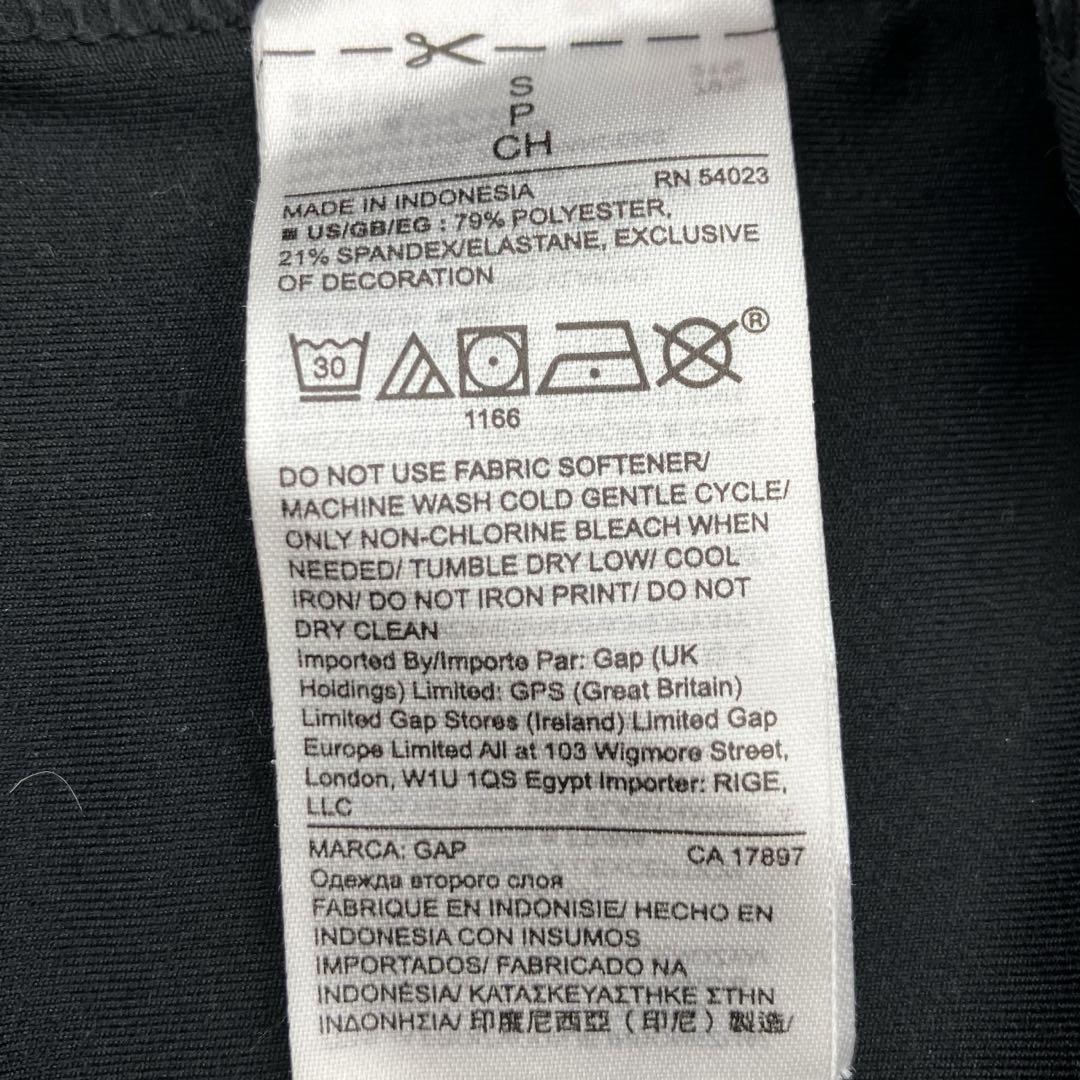 S
P
CH
RN 54023
MADE IN INDONESIA
US/GB/EG : 79% POLYESTER,
21% SPANDEX/ELASTANE, EXCLUSIVE
OF DECORATION
30
®
1166
DO NOT USE FABRIC SOFTENER/
MACHINE WASH COLD GENTLE CYCLE/
ONLY NON-CHLORINE BLEACH WHEN
NEEDED/ TUMBLE DRY LOW/ COOL
IRON/ DO NOT IRON PRINT/ DO NOT
DRY CLEAN
Imported By/Importe Par: Gap (UK
Holdings) Limited: GPS (Great Britain)
Limited Gap Stores (Ireland) Limited Gap
Europe Limited All at 103 Wigmore Street,
London, W1U 1QS Egypt Importer: RIGE,
LLC
MARCA: GAP CA 17897
Одежда второго слоя
FABRIQUE EN INDONISIE/ HECHO EN
INDONESIA CON INSUMOS
IMPORTADOS/ FABRICADO NA
INDONÉSIA/ ΚΑΤΑΣΚΕΥΑΣΤΗΚΕ ΣΤΗΝ
ΙΝΔΟΝΗΣΙΑ/ 印度尼西亞（印尼）製造/